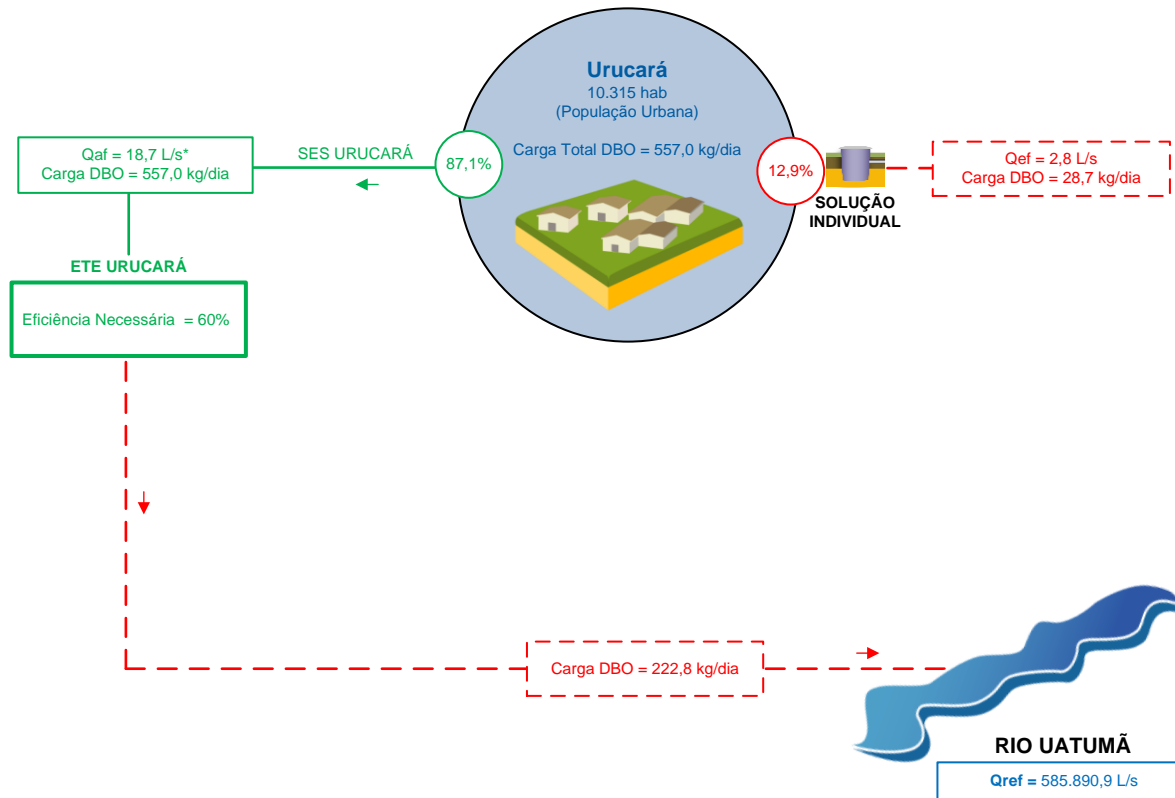 Urucará
10.315 hab
(População Urbana)
Carga Total DBO = 557,0 kg/dia
Qaf = 18,7 L/s*
Carga DBO = 557,0 kg/dia
SES URUCARÁ
87,1%
12,9%
SOLUÇÃO
INDIVIDUAL
Qef = 2,8 L/s
Carga DBO = 28,7 kg/dia
ETE URUCARÁ
Eficiência Necessária = 60%
Carga DBO = 222,8 kg/dia
RIO UATUMÃ
Qref = 585.890,9 L/s